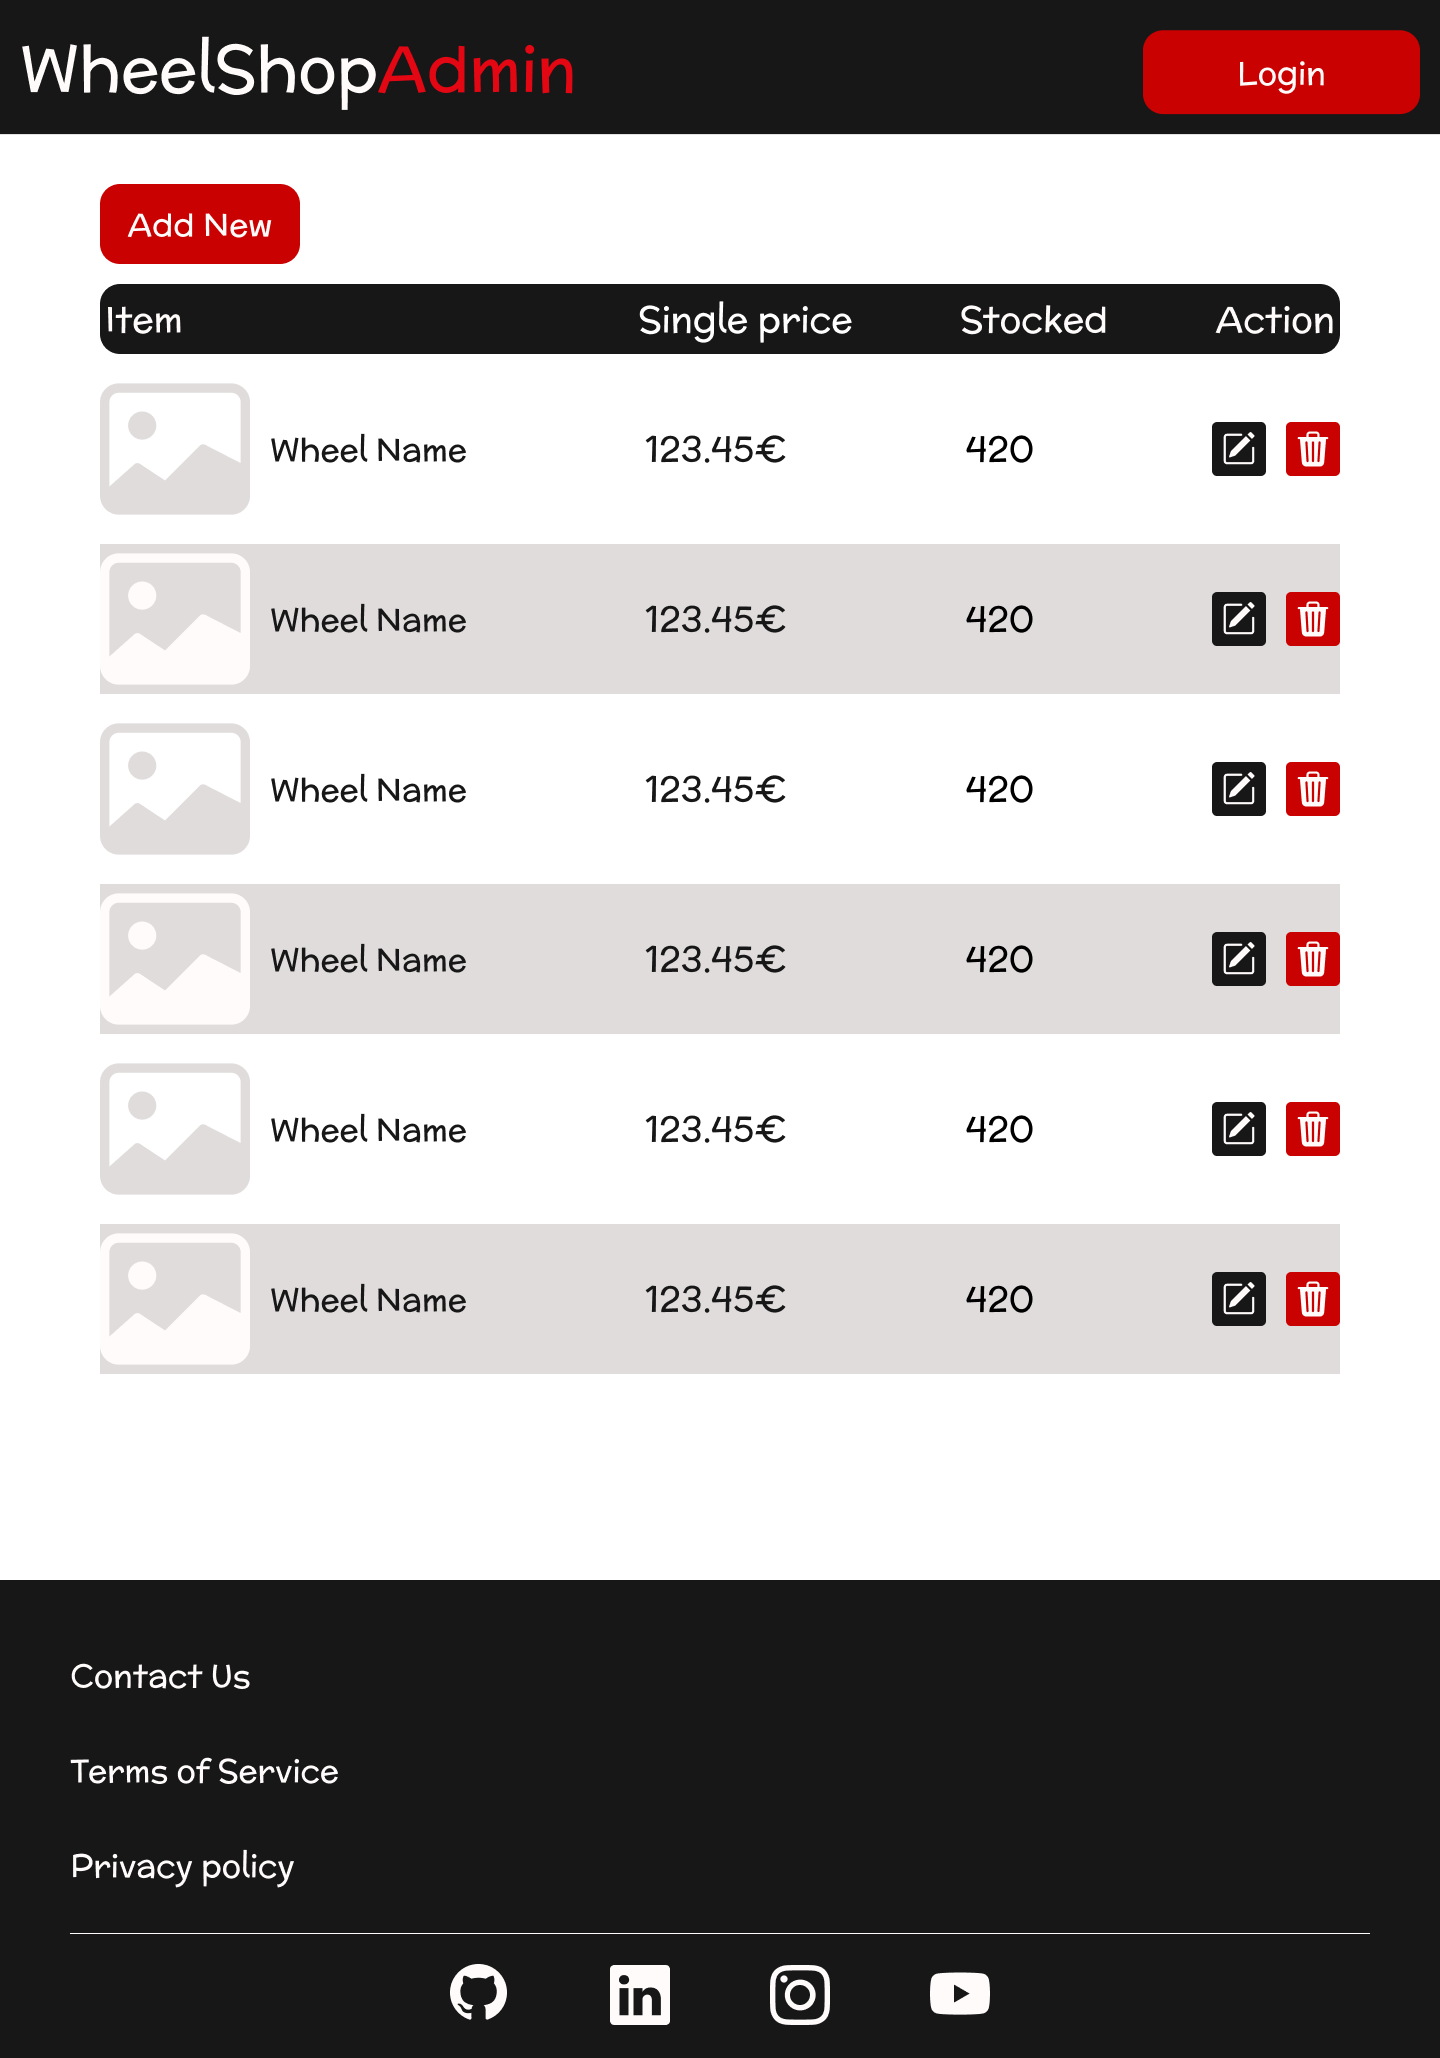 WheelShopAdmin
Login
Add New
Item Single price Stocked Action
Wheel Name 123.45€ 420
Wheel Name 123.45€ 420
Wheel Name 123.45€ 420
Wheel Name 123.45€ 420
Wheel Name 123.45€ 420
Wheel Name 123.45€ 420
Contact Us
Terms of Service
Privacy policy
in